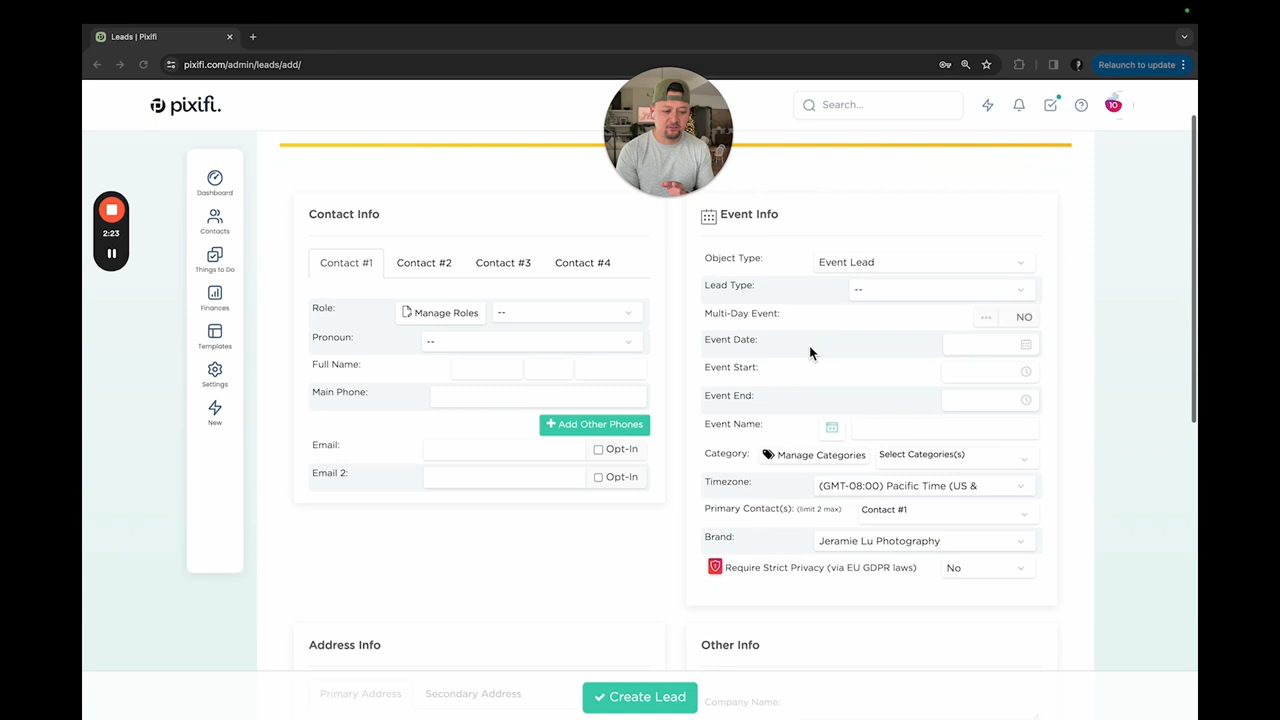 Leads | Pixifi
pixifi.com/admin/leads/add/
Relaunch to update
pixifi.
Search...
10
Dashboard
Contacts
Things to Do
Finances
Templates
Settings
New
2:23
Contact Info
Contact #1 Contact #2 Contact #3 Contact #4
Role: Manage Roles --
Pronoun: --
Full Name:
Main Phone:
+ Add Other Phones
Email: Opt-In
Email 2: Opt-In
Event Info
Object Type: Event Lead
Lead Type: --
Multi-Day Event: ... NO
Event Date:
Event Start:
Event End:
Event Name:
Category: Manage Categories Select Categories(s)
Timezone: (GMT-08:00) Pacific Time (US &
Primary Contact(s): (limit 2 max) Contact #1
Brand: Jeramie Lu Photography
Require Strict Privacy (via EU GDPR laws) No
Address Info
Primary Address Secondary Address
Other Info
Company Name:
Create Lead